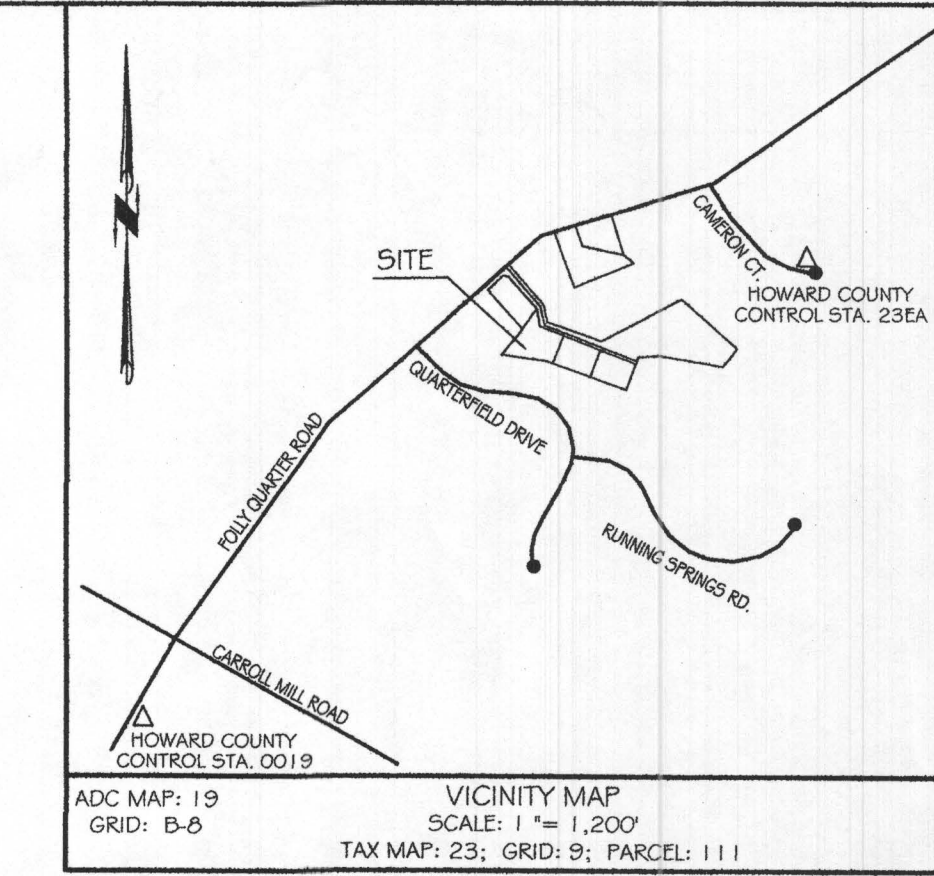 CAMERON CT.
SITE
HOWARD COUNTY
CONTROL STA. 23EA
QUARTERFIELD DRIVE
FOLLY QUARTER ROAD
RUNNING SPRINGS RD.
CARROLL MILL ROAD
HOWARD COUNTY
CONTROL STA. 0019
ADC MAP: 19
GRID: B-8
VICINITY MAP
SCALE: 1 "= 1,200'
TAX MAP: 23; GRID: 9; PARCEL: 111